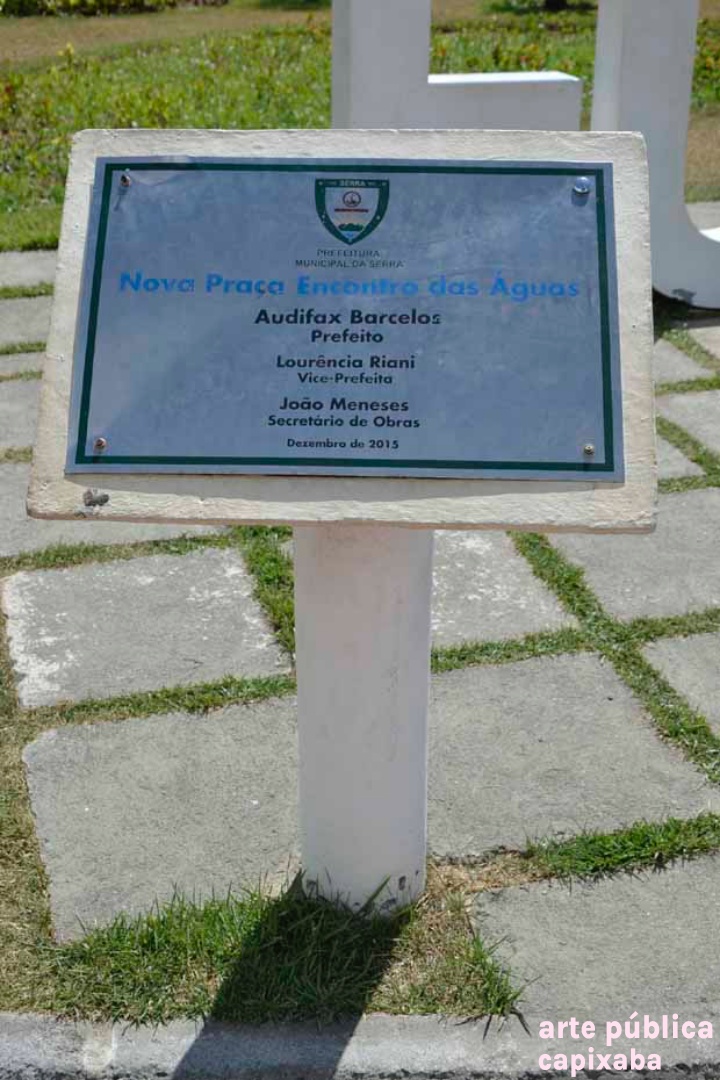 SERRA
PREFEITURA
MUNICIPAL DA SERRA
Nova Praça Encontro das Águas
Audifax Barcelos
Prefeito
Lourência Riani
Vice-Prefeita
João Meneses
Secretário de Obras
Dezembro de 2015
arte pública
capixaba